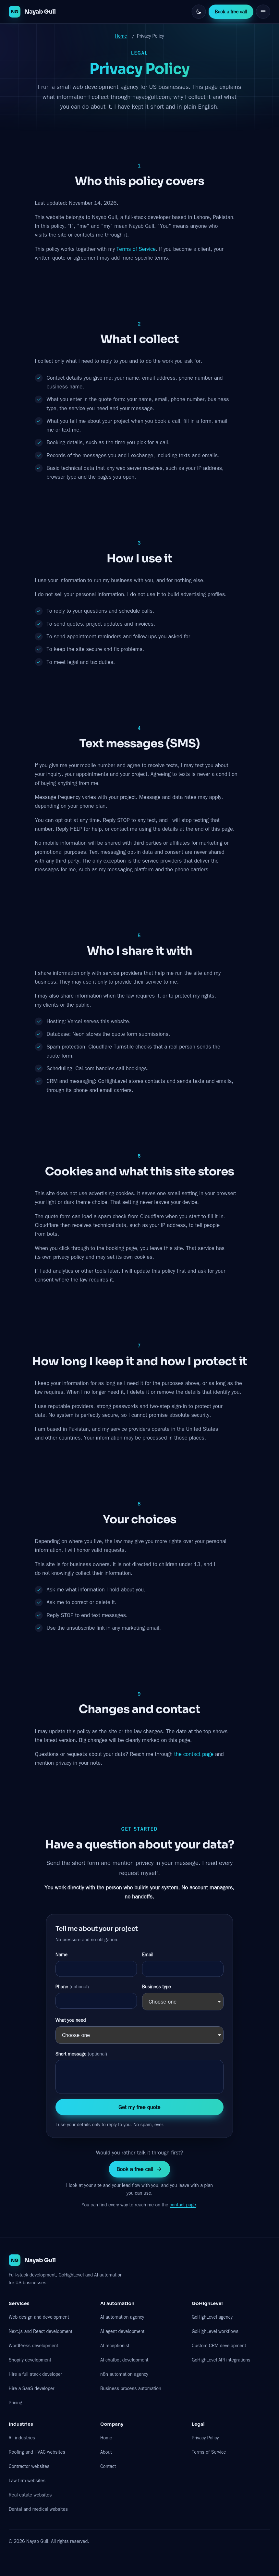 NG Nayab Gull
Book a free call
Home / Privacy Policy
LEGAL
Privacy Policy
I run a small web development agency for US businesses. This page explains
what information I collect through nayabgull.com, why I collect it and what
you can do about it. I have kept it short and in plain English.
1
Who this policy covers
Last updated: November 14, 2026.
This website belongs to Nayab Gull, a full-stack developer based in Lahore, Pakistan.
In this policy, "I", "me" and "my" mean Nayab Gull. "You" means anyone who
visits the site or contacts me through it.
This policy works together with my Terms of Service. If you become a client, your
written quote or agreement may add more specific terms.
2
What I collect
I collect only what I need to reply to you and to do the work you ask for.
Contact details you give me: your name, email address, phone number and
business name.
What you enter in the quote form: your name, email, phone number, business
type, the service you need and your message.
What you tell me about your project when you book a call, fill in a form, email
me or text me.
Booking details, such as the time you pick for a call.
Records of the messages you and I exchange, including texts and emails.
Basic technical data that any web server receives, such as your IP address,
browser type and the pages you open.
3
How I use it
I use your information to run my business with you, and for nothing else.
I do not sell your personal information. I do not use it to build advertising profiles.
To reply to your questions and schedule calls.
To send quotes, project updates and invoices.
To send appointment reminders and follow-ups you asked for.
To keep the site secure and fix problems.
To meet legal and tax duties.
4
Text messages (SMS)
If you give me your mobile number and agree to receive texts, I may text you about
your inquiry, your appointments and your project. Agreeing to texts is never a condition
of buying anything from me.
Message frequency varies with your project. Message and data rates may apply,
depending on your phone plan.
You can opt out at any time. Reply STOP to any text, and I will stop texting that
number. Reply HELP for help, or contact me using the details at the end of this page.
No mobile information will be shared with third parties or affiliates for marketing or
promotional purposes. Text messaging opt-in data and consent are never shared
with any third party. The only exception is the service providers that deliver the
messages for me, such as my messaging platform and the phone carriers.
5
Who I share it with
I share information only with service providers that help me run the site and my
business. They may use it only to provide their service to me.
I may also share information when the law requires it, or to protect my rights,
my clients or the public.
Hosting: Vercel serves this website.
Database: Neon stores the quote form submissions.
Spam protection: Cloudflare Turnstile checks that a real person sends the
quote form.
Scheduling: Cal.com handles call bookings.
CRM and messaging: GoHighLevel stores contacts and sends texts and emails,
through its phone and email carriers.
6
Cookies and what this site stores
This site does not use advertising cookies. It saves one small setting in your browser:
your light or dark theme choice. That setting never leaves your device.
The quote form can load a spam check from Cloudflare when you start to fill it in.
Cloudflare then receives technical data, such as your IP address, to tell people
from bots.
When you click through to the booking page, you leave this site. That service has
its own privacy policy and may set its own cookies.
If I add analytics or other tools later, I will update this policy first and ask for your
consent where the law requires it.
7
How long I keep it and how I protect it
I keep your information for as long as I need it for the purposes above, or as long as the
law requires. When I no longer need it, I delete it or remove the details that identify you.
I use reputable providers, strong passwords and two-step sign in to protect your
data. No system is perfectly secure, so I cannot promise absolute security.
I am based in Pakistan, and my service providers operate in the United States
and other countries. Your information may be processed in those places.
8
Your choices
Depending on where you live, the law may give you more rights over your personal
information. I will honor valid requests.
This site is for business owners. It is not directed to children under 13, and I
do not knowingly collect their information.
Ask me what information I hold about you.
Ask me to correct or delete it.
Reply STOP to end text messages.
Use the unsubscribe link in any marketing email.
9
Changes and contact
I may update this policy as the site or the law changes. The date at the top shows
the latest version. Big changes will be clearly marked on this page.
Questions or requests about your data? Reach me through the contact page and
mention privacy in your note.
GET STARTED
Have a question about your data?
Send the short form and mention privacy in your message. I read every
request myself.
You work directly with the person who builds your system. No account managers,
no handoffs.
Tell me about your project
No pressure and no obligation.
Name
Email
Phone (optional)
Business type
Choose one
What you need
Choose one
Short message (optional)
Get my free quote
I use your details only to reply to you. No spam, ever.
Would you rather talk it through first?
Book a free call →
I look at your site and your lead flow with you, and you leave with a plan
you can use.
You can find every way to reach me on the contact page.
NG Nayab Gull
Full-stack development, GoHighLevel and AI automation
for US businesses.
Services
Web design and development
Next.js and React development
WordPress development
Shopify development
Hire a full stack developer
Hire a SaaS developer
Pricing
AI automation
AI automation agency
AI agent development
AI receptionist
AI chatbot development
n8n automation agency
Business process automation
GoHighLevel
GoHighLevel agency
GoHighLevel workflows
Custom CRM development
GoHighLevel API integrations
Industries
All industries
Roofing and HVAC websites
Contractor websites
Law firm websites
Real estate websites
Dental and medical websites
Company
Home
About
Contact
Legal
Privacy Policy
Terms of Service
© 2026 Nayab Gull. All rights reserved.